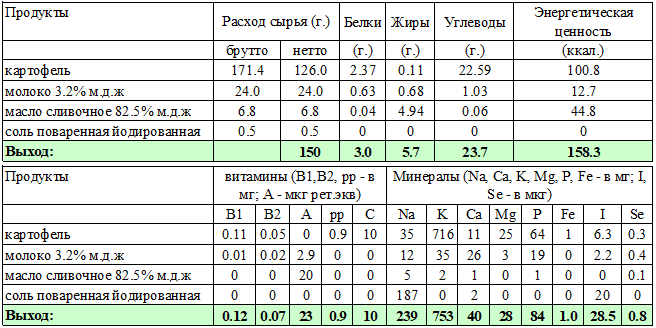 Продукты Расход сырья (г.) Белки Жиры Углеводы Энергетическая
ценность
брутто нетто (г.) (г.) (г.) (ккал.)
картофель 171.4 126.0 2.37 0.11 22.59 100.8
молоко 3.2% м.д.ж 24.0 24.0 0.63 0.68 1.03 12.7
масло сливочное 82.5% м.д.ж 6.8 6.8 0.04 4.94 0.06 44.8
соль поваренная йодированная 0.5 0.5 0 0 0 0
Выход: 150 3.0 5.7 23.7 158.3
Продукты витамины (В1,В2, рр - в Минералы (Na, Ca, K, Mg, P, Fe - в мг; I,
мг; А - мкг рет.экв) Se - в мкг)
B1 B2 A pp C Na K Ca Mg P Fe I Se
картофель 0.11 0.05 0 0.9 10 35 716 11 25 64 1 6.3 0.3
молоко 3.2% м.д.ж 0.01 0.02 2.9 0 0 12 35 26 3 19 0 2.2 0.4
масло сливочное 82.5% м.д.ж 0 0 20 0 0 5 2 1 0 1 0 0 0.1
соль поваренная йодированная 0 0 0 0 0 187 0 2 0 0 0 20 0
Выход: 0.12 0.07 23 0.9 10 239 753 40 28 84 1.0 28.5 0.8